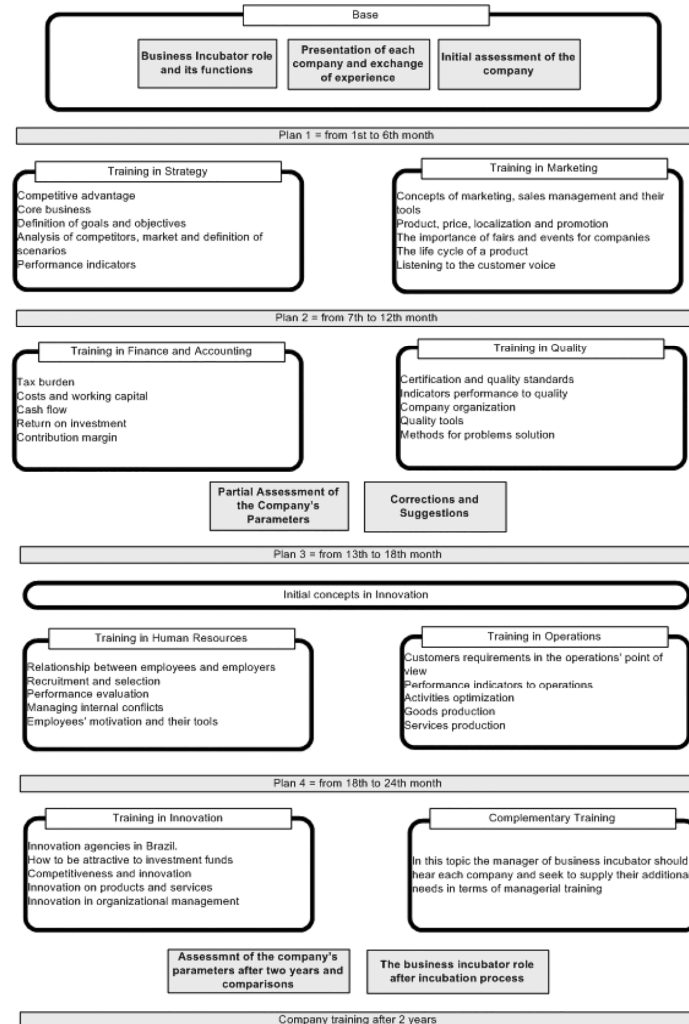 Base
Business Incubator role
and its functions
Presentation of each
company and exchange
of experience
Initial assessment of the
company
Plan 1 = from 1st to 6th month
Training in Strategy
Competitive advantage
Core business
Definition of goals and objectives
Analysis of competitors, market and definition of
scenarios
Performance indicators
Training in Marketing
Concepts of marketing, sales management and their
tools
Product, price, localization and promotion
The importance of fairs and events for companies
The life cycle of a product
Listening to the customer voice
Plan 2 = from 7th to 12th month
Training in Finance and Accounting
Tax burden
Costs and working capital
Cash flow
Return on investment
Contribution margin
Training in Quality
Certification and quality standards
Indicators performance to quality
Company organization
Quality tools
Methods for problems solution
Partial Assessment of
the Company's
Parameters
Corrections and
Suggestions
Plan 3 = from 13th to 18th month
Initial concepts in Innovation
Training in Human Resources
Relationship between employees and employers
Recruitment and selection
Performance evaluation
Managing internal conflicts
Employees' motivation and their tools
Training in Operations
Customers requirements in the operations' point of
view
Performance indicators to operations
Activities optimization
Goods production
Services production
Plan 4 = from 18th to 24th month
Training in Innovation
Innovation agencies in Brazil.
How to be attractive to investment funds
Competitiveness and innovation
Innovation on products and services
Innovation in organizational management
Complementary Training
In this topic the manager of business incubator should
hear each company and seek to supply their additiona
needs in terms of managerial training
Assessmnt of the company's
parameters after two years and
comparisons
The business incubator role
after incubation process
Company training after 2 years